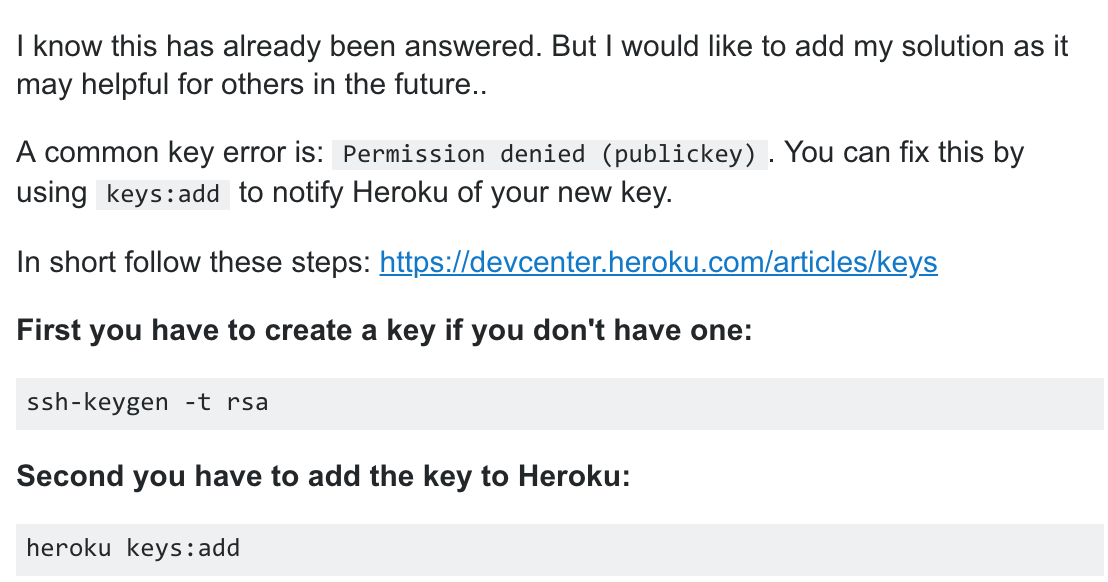 I know this has already been answered. But I would like to add my solution as it
may helpful for others in the future..
A common key error is: Permission denied (publickey) . You can fix this by
using keys:add to notify Heroku of your new key.
In short follow these steps: https://devcenter.heroku.com/articles/keys
First you have to create a key if you don't have one:
ssh-keygen -t rsa
Second you have to add the key to Heroku:
heroku keys:add